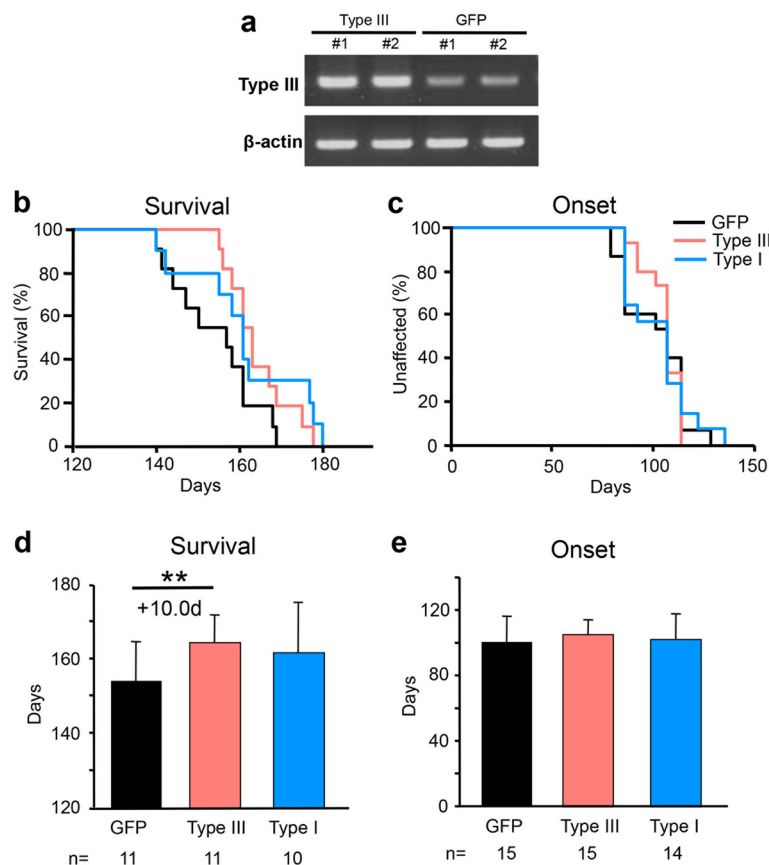 a
Type III GFP
#1 #2 #1 #2
Type III
β-actin
b Survival
Survival (%)
100
80
60
40
20
0
120 140 160 180
Days
c Onset
Unaffected (%)
100
80
60
40
20
0
0 50 100 150
Days
GFP
Type III
Type I
d Survival
Days
180
160
140
120
**
+10.0d
GFP Type III Type I
n= 11 11 10
e Onset
Days
120
80
40
0
GFP Type III Type I
n= 15 15 14